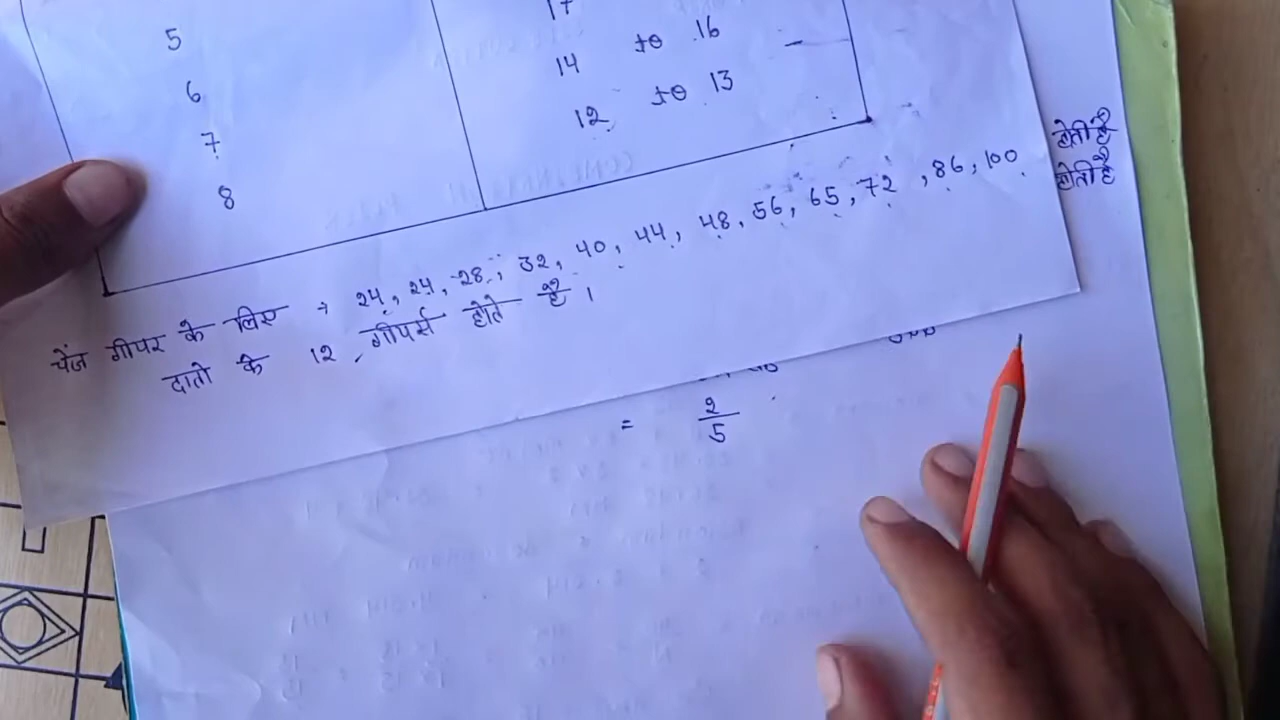 17
5 14 to 16
6 12 to 13
7
8
चेंज गीयर के लिए → 24, 24, 28, 32, 40, 44, 48, 56, 65, 72, 86, 100
दातो के 12 गीयर्स होते है ।
होती है
होती है
= 2/5